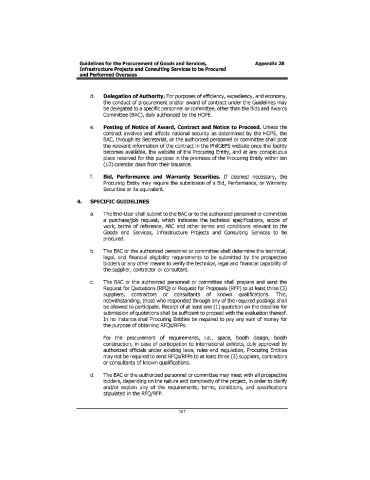 Guidelines for the Procurement of Goods and Services, Appendix 28
Infrastructure Projects and Consulting Services to be Procured
and Performed Overseas
d. Delegation of Authority. For purposes of efficiency, expediency, and economy,
the conduct of procurement and/or award of contract under the Guidelines may
be delegated to a specific personnel or committee, other than the Bids and Awards
Committee (BAC), duly authorized by the HOPE.
e. Posting of Notice of Award, Contract and Notice to Proceed. Unless the
contract involves and affects national security as determined by the HOPE, the
BAC, through its Secretariat, or the authorized personnel or committee shall post
the relevant information of the contract in the PhilGEPS website once the facility
becomes available, the website of the Procuring Entity, and at any conspicuous
place reserved for this purpose in the premises of the Procuring Entity within ten
(10) calendar days from their issuance.
f. Bid, Performance and Warranty Securities. If deemed necessary, the
Procuring Entity may require the submission of a Bid, Performance, or Warranty
Securities or its equivalent.
4. SPECIFIC GUIDELINES
a. The End-User shall submit to the BAC or to the authorized personnel or committee
a purchase/job request, which indicates the technical specifications, scope of
work, terms of reference, ABC and other terms and conditions relevant to the
Goods and Services, Infrastructure Projects and Consulting Services to be
procured.
b. The BAC or the authorized personnel or committee shall determine the technical,
legal, and financial eligibility requirements to be submitted by the prospective
bidders or any other means to verify the technical, legal and financial capability of
the supplier, contractor or consultant.
c. The BAC or the authorized personnel or committee shall prepare and send the
Request for Quotations (RFQ) or Request for Proposals (RFP) to at least three (3)
suppliers, contractors or consultants of known qualifications. This,
notwithstanding, those who responded through any of the required postings shall
be allowed to participate. Receipt of at least one (1) quotation on the deadline for
submission of quotations shall be sufficient to proceed with the evaluation thereof.
In no instance shall Procuring Entities be required to pay any sum of money for
the purpose of obtaining RFQs/RFPs.
For the procurement of requirements, i.e., space, booth design, booth
construction, in case of participation to international exhibits, duly approved by
authorized officials under existing laws, rules and regulation, Procuring Entities
may not be required to send RFQs/RFPs to at least three (3) suppliers, contractors
or consultants of known qualifications.
d. The BAC or the authorized personnel or committee may meet with all prospective
bidders, depending on the nature and complexity of the project, in order to clarify
and/or explain any of the requirements, terms, conditions, and specifications
stipulated in the RFQ/RFP.